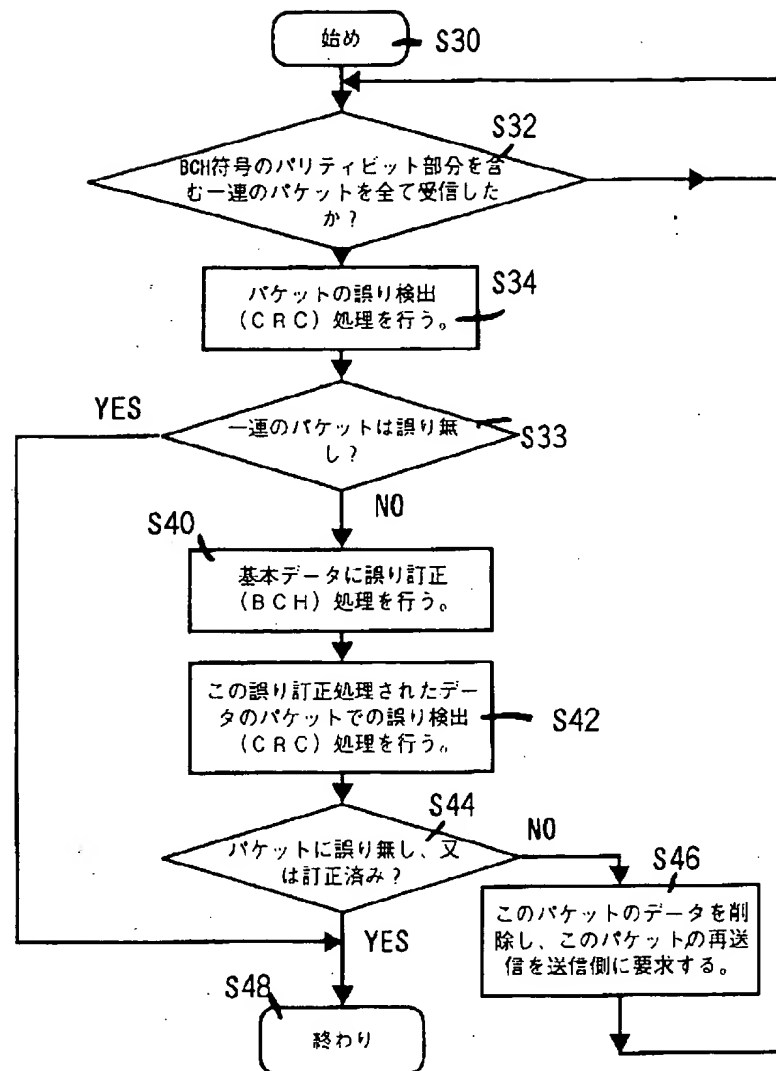 始め
S30
S32
BCH符号のパリティビット部分を含
む一連のパケットを全て受信した
か？
パケットの誤り検出
（ＣＲＣ）処理を行う。
S34
YES
一連のパケットは誤り無
し？
S33
NO
S40
基本データに誤り訂正
（ＢＣＨ）処理を行う。
この誤り訂正処理されたデー
タのパケットでの誤り検出
（ＣＲＣ）処理を行う。
S42
S44
パケットに誤り無し、又
は訂正済み？
NO
S46
このパケットのデータを削
除し、このパケットの再送
信を送信側に要求する。
YES
S48
終わり